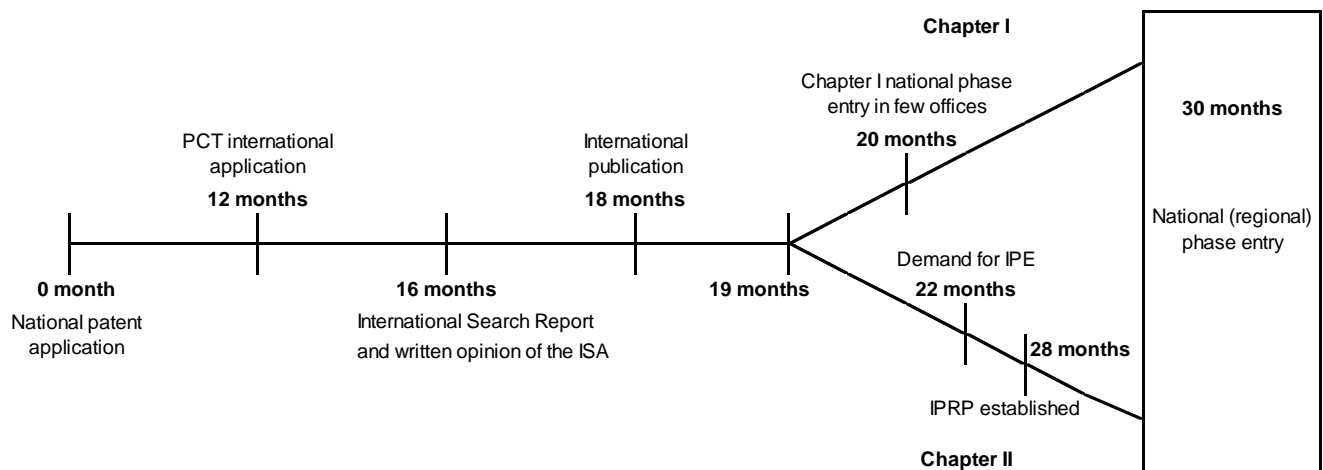 Chapter I
Chapter I national phase
entry in few offices
20 months
30 months
PCT international
application
12 months
International
publication
18 months
National (regional)
phase entry
Demand for IPE
22 months
0 month
National patent
application
16 months
International Search Report
and written opinion of the ISA
19 months
28 months
IPRP established
Chapter II